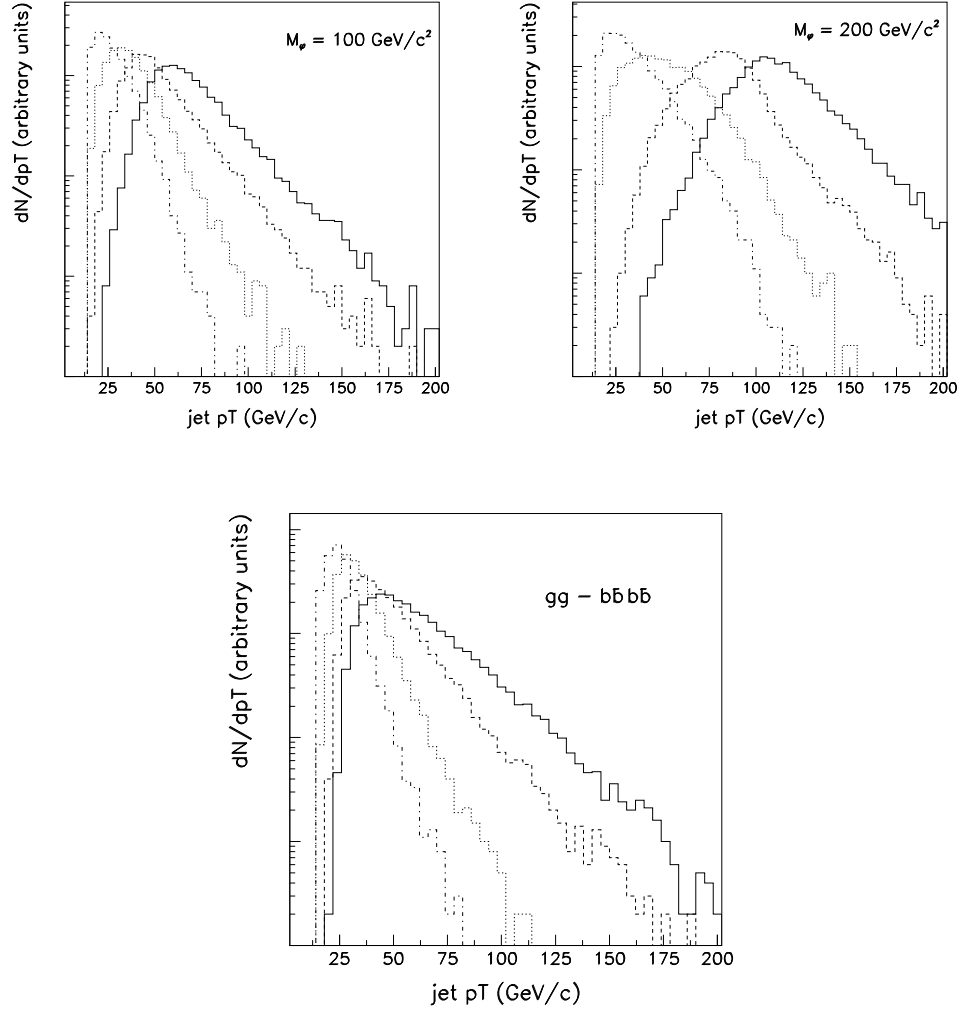 dN/dpT (arbitrary units)
M_φ = 100 GeV/c²
25 50 75 100 125 150 175 200
jet pT (GeV/c)
dN/dpT (arbitrary units)
M_φ = 200 GeV/c²
25 50 75 100 125 150 175 200
jet pT (GeV/c)
dN/dpT (arbitrary units)
gg − bb̄bb̄
25 50 75 100 125 150 175 200
jet pT (GeV/c)